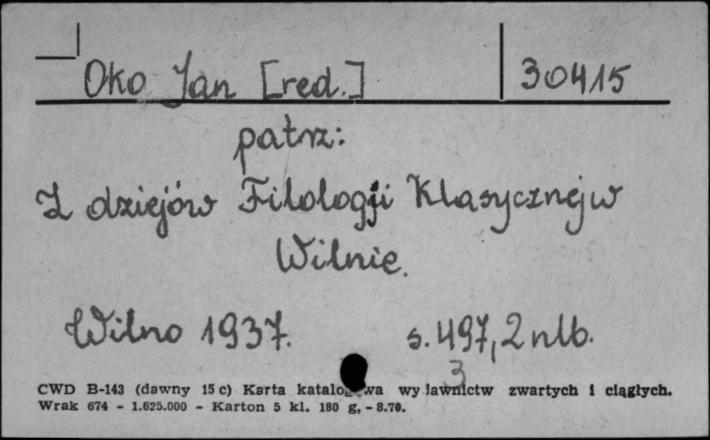 Oko Jan [red.] 30415
patrz:
Z dziejów Filologji Klasycznej w
Wilnie.
Wilno 1937. s. 497, 2 nlb.
3
CWD B-143 (dawny 15 c) Karta wydawnictw zwartych i ciągłych.
Wrak 674 - 1.625.000 - Karton 5 kl. 180 g. - 8.70.